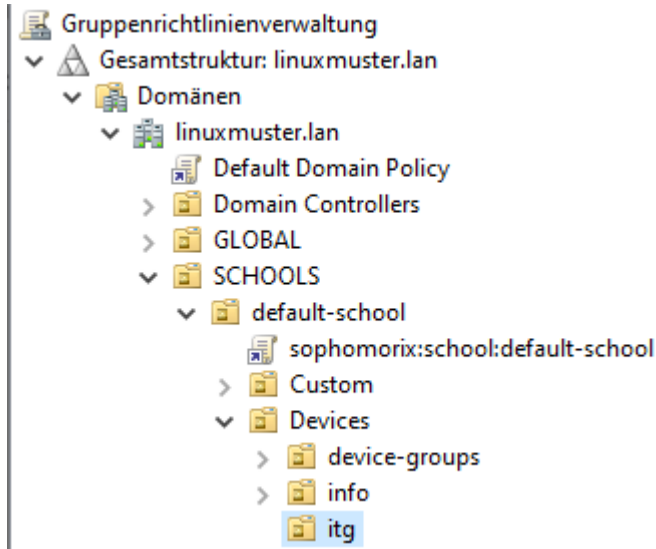 Gruppenrichtlinienverwaltung
Gesamtstruktur: linuxmuster.lan
Domänen
linuxmuster.lan
Default Domain Policy
Domain Controllers
GLOBAL
SCHOOLS
default-school
sophomorix:school:default-school
Custom
Devices
device-groups
info
itg